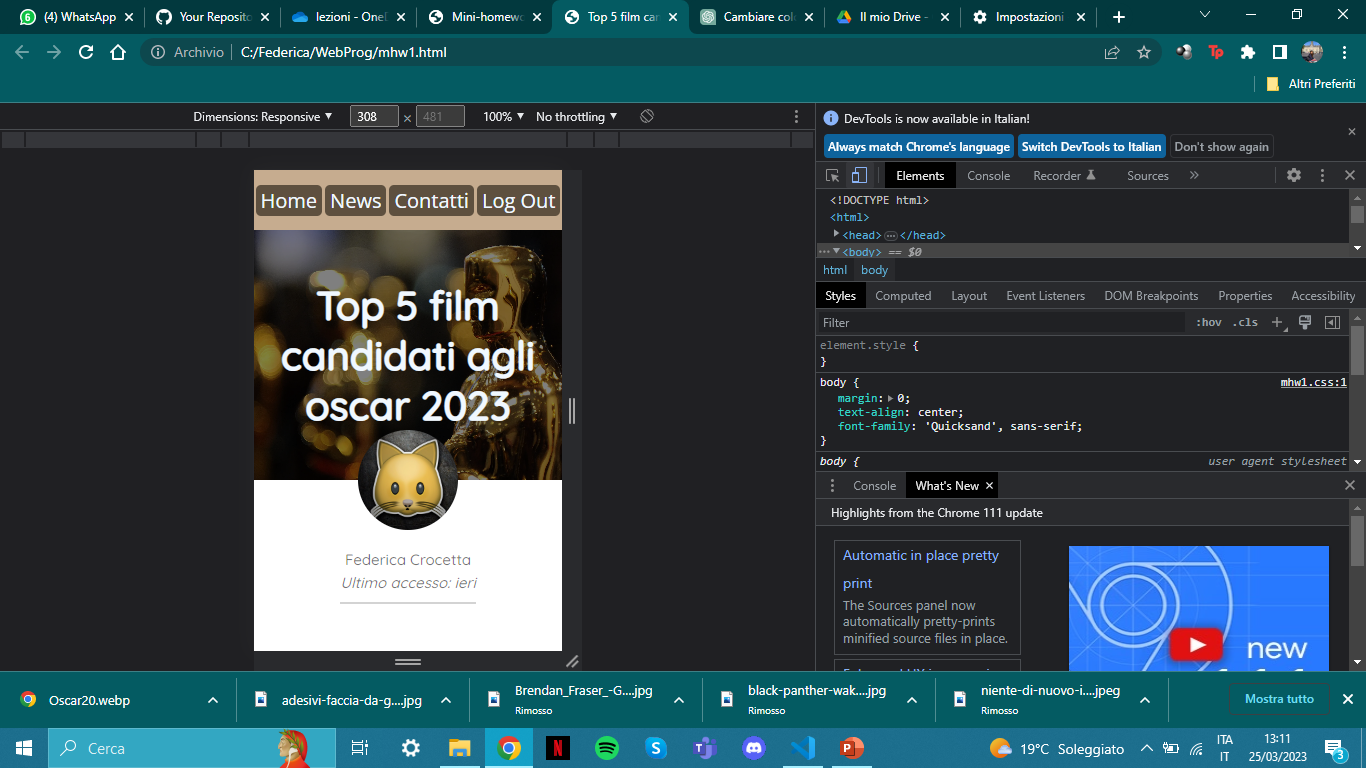 (4) WhatsApp
Your Reposito
lezioni - OneD
Mini-homewo
Top 5 film can
Cambiare colo
Il mio Drive -
Impostazioni
Archivio
C:/Federica/WebProg/mhw1.html
Tp
Altri Preferiti
Dimensions: Responsive
308 × 481
100%
No throttling
Home
News
Contatti
Log Out
Top 5 film
candidati agli
oscar 2023
Federica Crocetta
Ultimo accesso: ieri
DevTools is now available in Italian!
Always match Chrome's language
Switch DevTools to Italian
Don't show again
Elements
Console
Recorder
Sources
»
<!DOCTYPE html>
<html>
<head> ⋯ </head>
<body> == $0
html
body
Styles
Computed
Layout
Event Listeners
DOM Breakpoints
Properties
Accessibility
Filter
:hov
.cls
element.style {
}
body {
mhw1.css:1
margin: 0;
text-align: center;
font-family: 'Quicksand', sans-serif;
}
body {
user agent stylesheet
Console
What's New
Highlights from the Chrome 111 update
Automatic in place pretty
print
The Sources panel now
automatically pretty-prints
minified source files in place.
new
Oscar20.webp
adesivi-faccia-da-g....jpg
Brendan_Fraser_-G....jpg
Rimosso
black-panther-wak....jpg
Rimosso
niente-di-nuovo-i....jpeg
Rimosso
Mostra tutto
Cerca
19°C Soleggiato
ITA
IT
13:11
25/03/2023
3